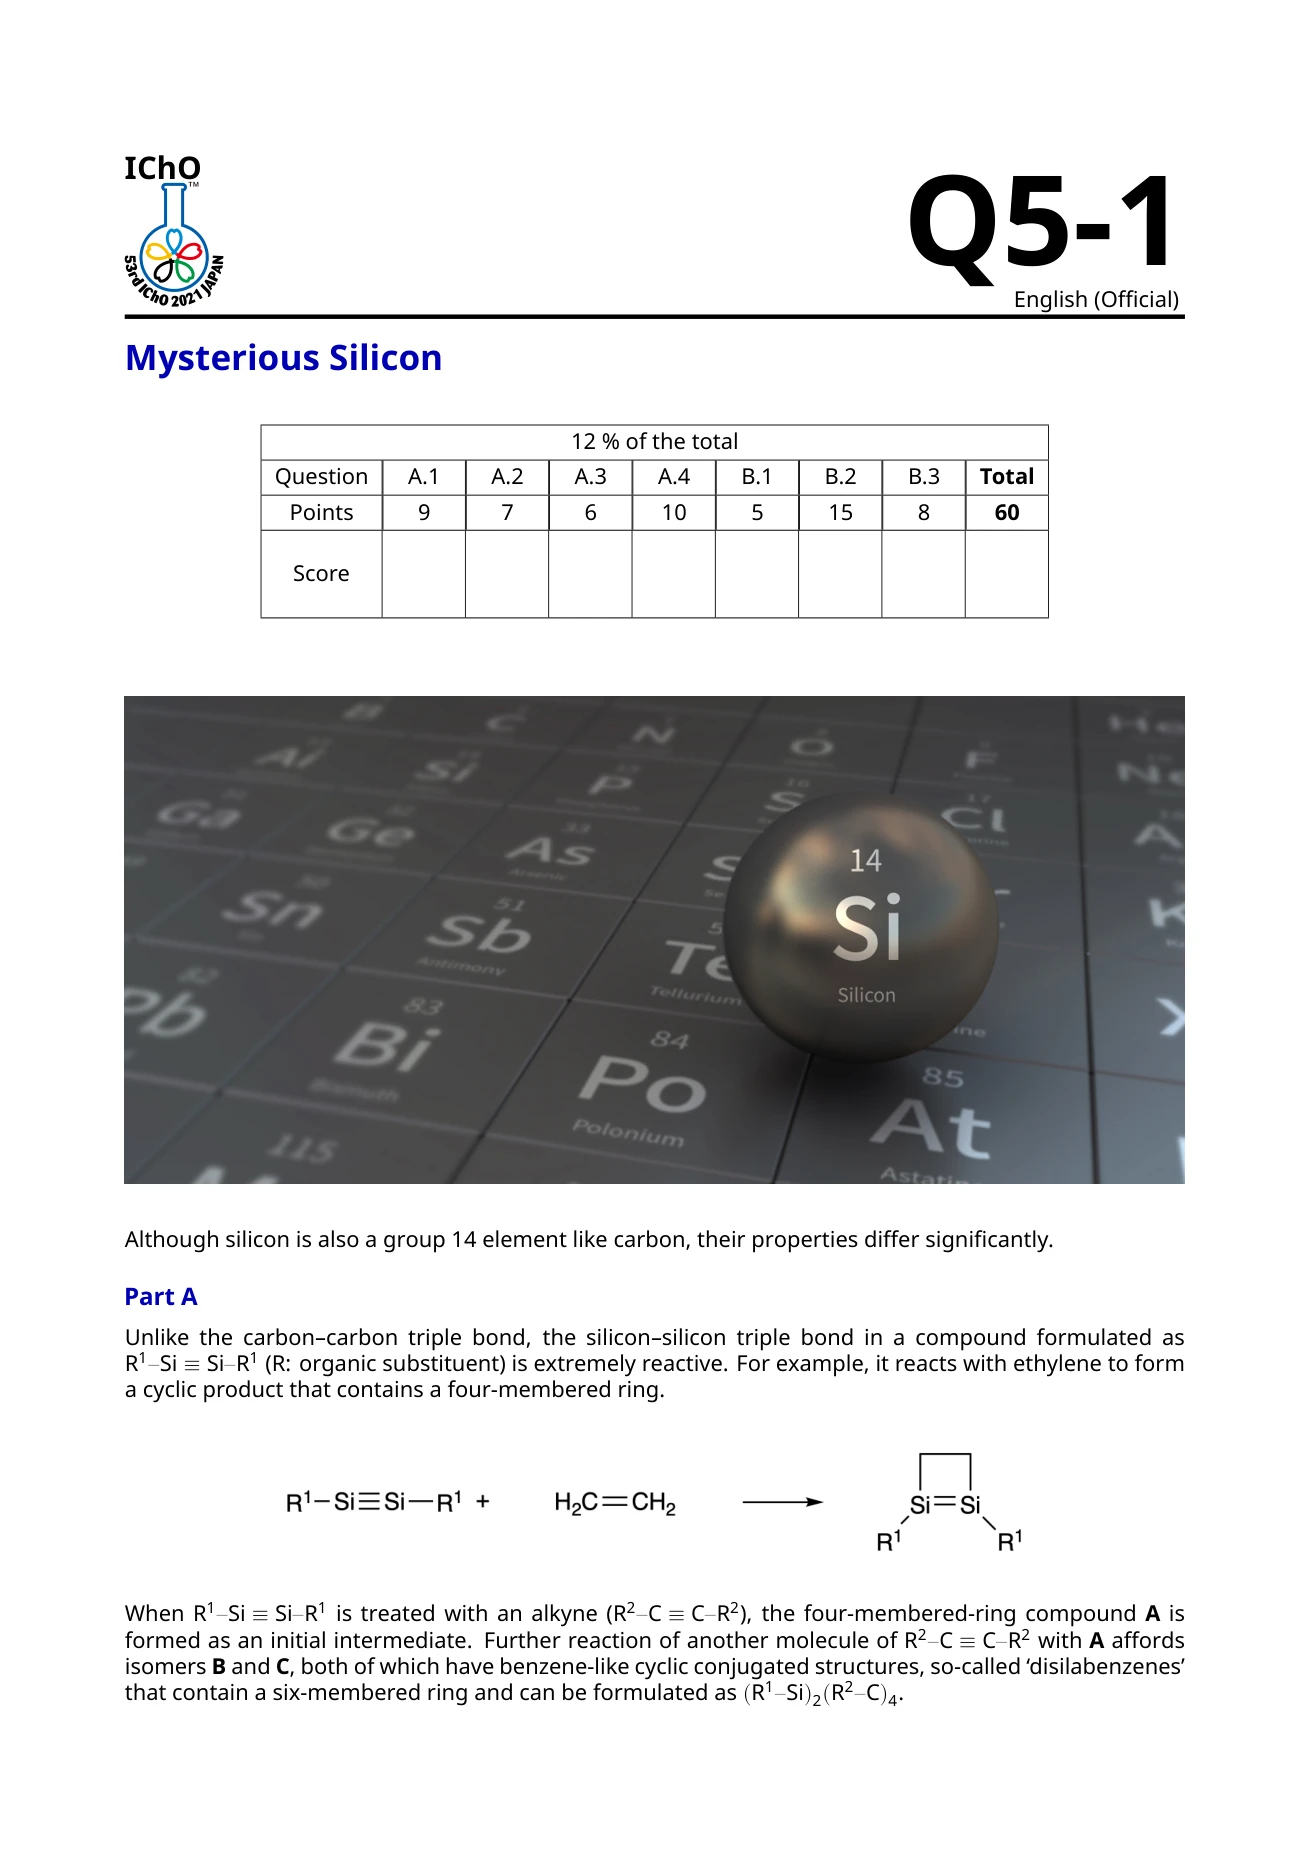 IChO
TM
53rd IChO 2021 JAPAN
Q5-1
English (Official)
Mysterious Silicon
12 % of the total
Question A.1 A.2 A.3 A.4 B.1 B.2 B.3 Total
Points 9 7 6 10 5 15 8 60
Score
B C N O F He
Al Si P 16 S 17 Cl Ne
Ga Ge 33 As
Arsenic
14
Si
Silicon
50 Sn 51 Sb Te
Antimony Tellurium
82 Pb 83 Bi 84 Po 85 At
Bismuth Polonium
115
Although silicon is also a group 14 element like carbon, their properties differ significantly.
Part A
Unlike the carbon–carbon triple bond, the silicon–silicon triple bond in a compound formulated as
R¹–Si ≡ Si–R¹ (R: organic substituent) is extremely reactive. For example, it reacts with ethylene to form
a cyclic product that contains a four-membered ring.
R¹–Si≡Si–R¹ + H₂C=CH₂
Si=Si
R¹ R¹
When R¹–Si ≡ Si–R¹ is treated with an alkyne (R²–C ≡ C–R²), the four-membered-ring compound A is
formed as an initial intermediate. Further reaction of another molecule of R²–C ≡ C–R² with A affords
isomers B and C, both of which have benzene-like cyclic conjugated structures, so-called ‘disilabenzenes’
that contain a six-membered ring and can be formulated as (R¹–Si)₂(R²–C)₄.